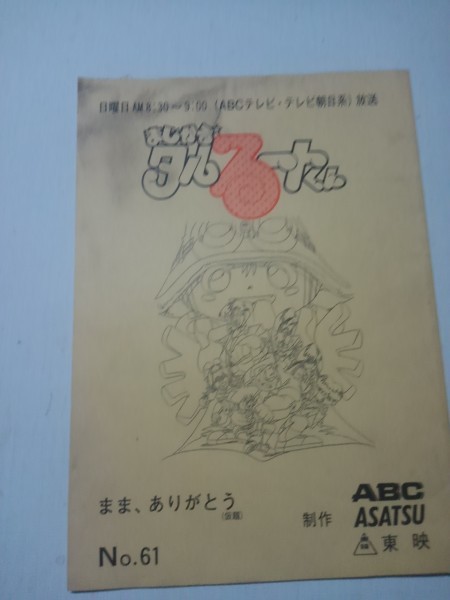 日曜日AM8:30～9:00 (ABCテレビ・テレビ朝日系) 放送
まじかる☆
タルるートくん
まま、ありがとう
(仮題)
制作
ABC
ASATSU
東映
No.61